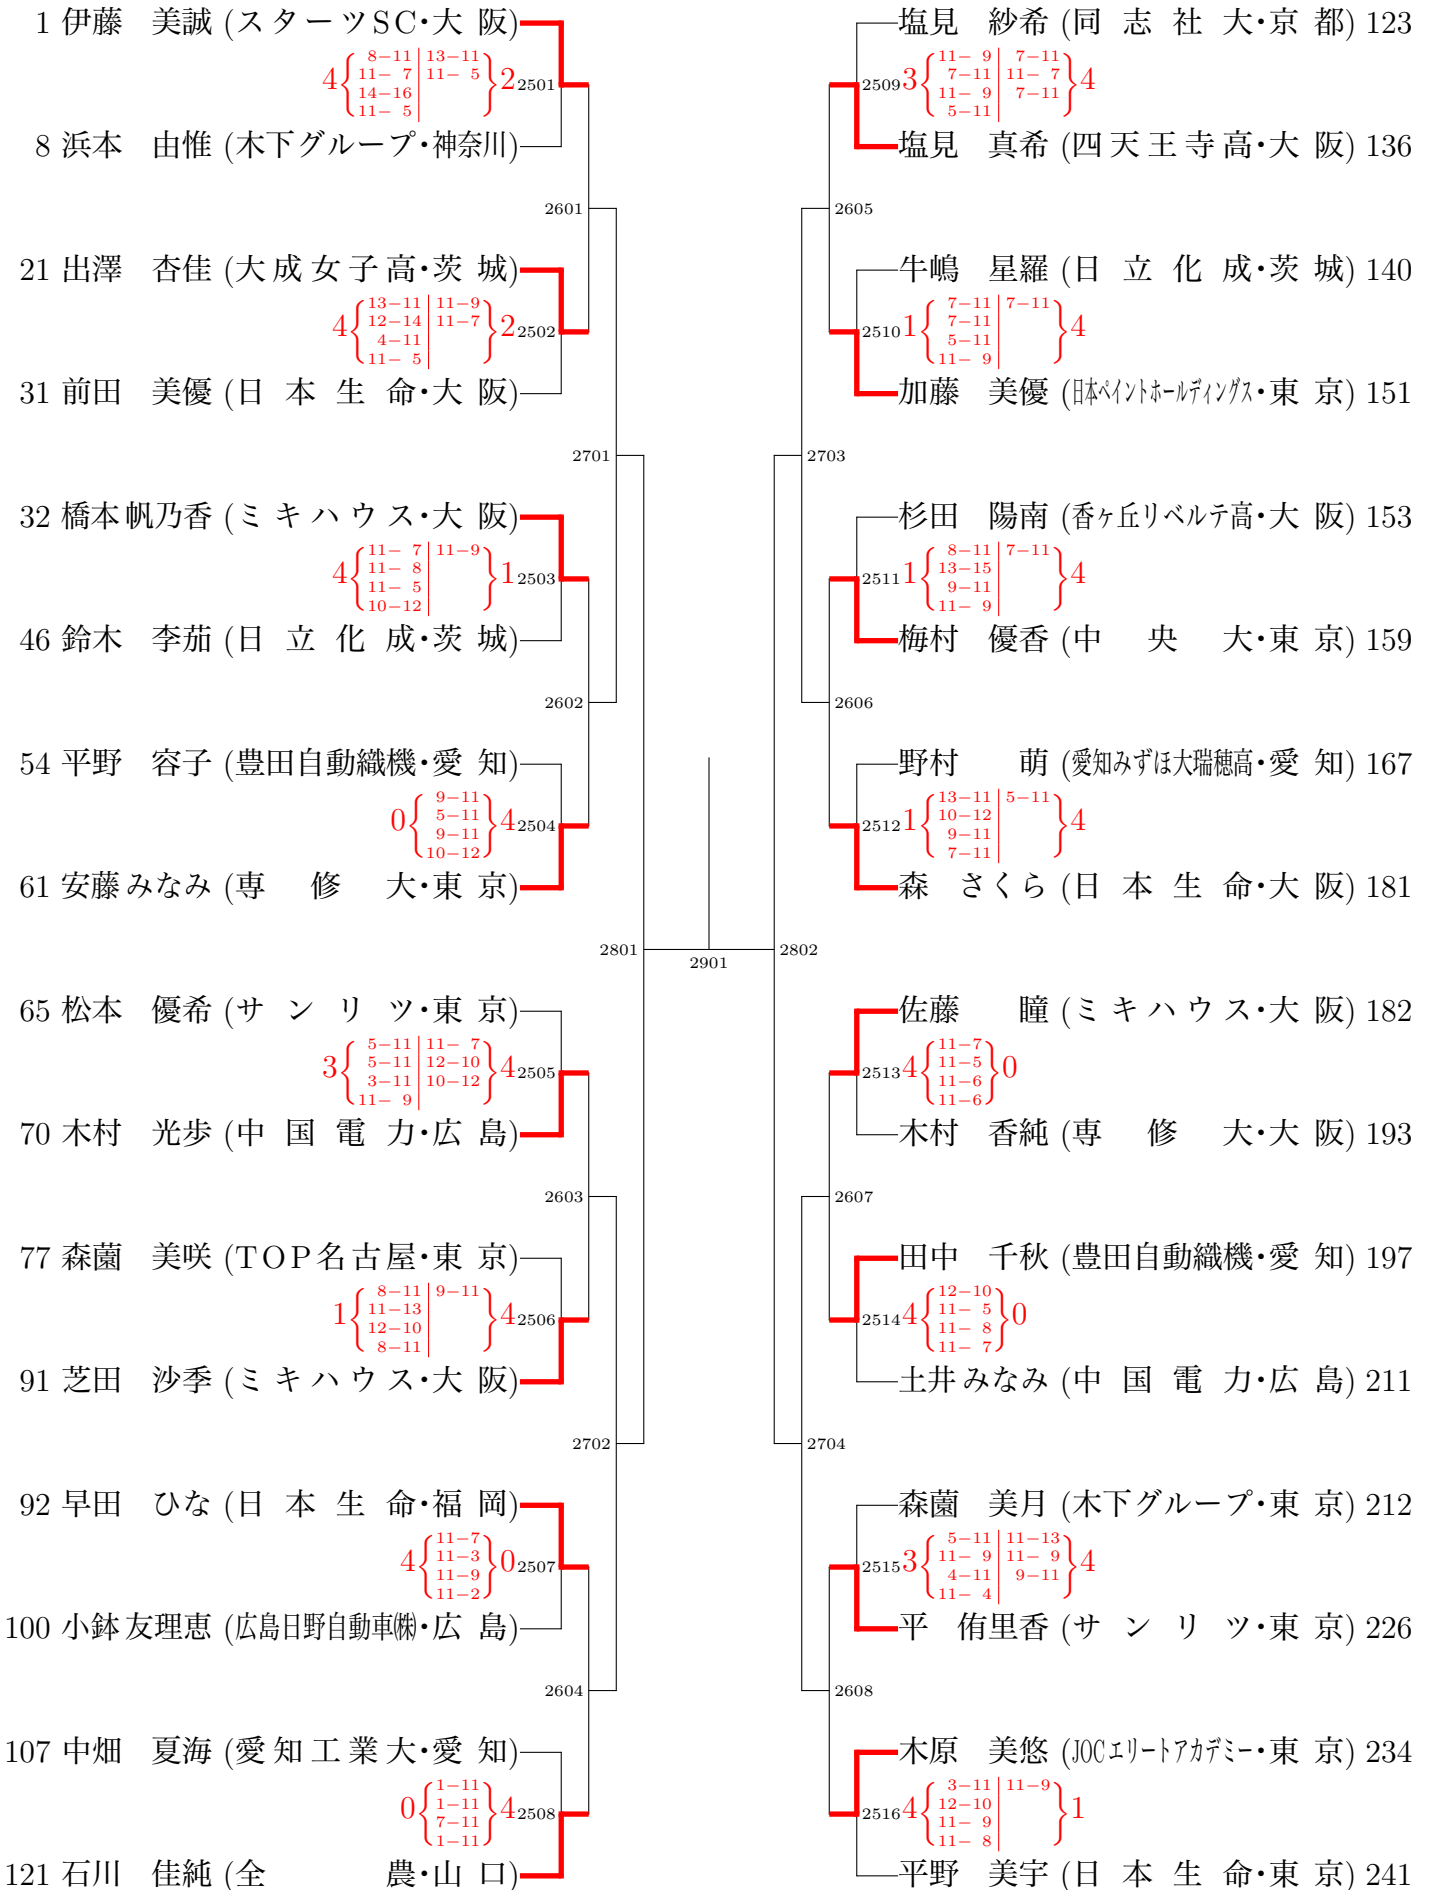 1 伊藤 美誠 (スターツSC・大 阪)
4 { 8-11 13-11 } 2 2501
11- 7 11- 5
14-16
11- 5
8 浜本 由惟 (木下グループ・神奈川)
2601
21 出澤 杏佳 (大成女子高・茨 城)
4 { 13-11 11-9 } 2 2502
12-14 11-7
4-11
11- 5
31 前田 美優 (日 本 生 命・大 阪)
2701
32 橋本帆乃香 (ミキハウス・大 阪)
4 { 11- 7 11-9 } 1 2503
11- 8
11- 5
10-12
46 鈴木 李茄 (日 立 化 成・茨 城)
2602
54 平野 容子 (豊田自動織機・愛 知)
0 { 9-11 } 4 2504
5-11
9-11
10-12
61 安藤みなみ (専 修 大・東 京)
2801
65 松本 優希 (サ ン リ ツ・東 京)
3 { 5-11 11- 7 } 4 2505
5-11 12-10
3-11 10-12
11- 9
70 木村 光歩 (中 国 電 力・広 島)
2603
77 森薗 美咲 (TOP名古屋・東 京)
1 { 8-11 9-11 } 4 2506
11-13
12-10
8-11
91 芝田 沙季 (ミキハウス・大 阪)
2702
92 早田 ひな (日 本 生 命・福 岡)
4 { 11-7 } 0 2507
11-3
11-9
11-2
100 小鉢友理恵 (広島日野自動車㈱・広 島)
2604
107 中畑 夏海 (愛知工業大・愛 知)
0 { 1-11 } 4 2508
1-11
7-11
1-11
121 石川 佳純 (全 農・山 口)
2901
塩見 紗希 (同 志 社 大・京 都) 123
2509 3 { 11- 9 7-11 } 4
7-11 11- 7
11- 9 7-11
5-11
塩見 真希 (四天王寺高・大 阪) 136
2605
牛嶋 星羅 (日 立 化 成・茨 城) 140
2510 1 { 7-11 7-11 } 4
7-11
5-11
11- 9
加藤 美優 (日本ペイントホールディングス・東 京) 151
2703
杉田 陽南 (香ヶ丘リベルテ高・大 阪) 153
2511 1 { 8-11 7-11 } 4
13-15
9-11
11- 9
梅村 優香 (中 央 大・東 京) 159
2606
野村 萌 (愛知みずほ大瑞穂高・愛 知) 167
2512 1 { 13-11 5-11 } 4
10-12
9-11
7-11
森 さくら (日 本 生 命・大 阪) 181
2802
佐藤 瞳 (ミキハウス・大 阪) 182
2513 4 { 11-7 } 0
11-5
11-6
11-6
木村 香純 (専 修 大・大 阪) 193
2607
田中 千秋 (豊田自動織機・愛 知) 197
2514 4 { 12-10 } 0
11- 5
11- 8
11- 7
土井みなみ (中 国 電 力・広 島) 211
2704
森薗 美月 (木下グループ・東 京) 212
2515 3 { 5-11 11-13 } 4
11- 9 11- 9
4-11 9-11
11- 4
平 侑里香 (サ ン リ ツ・東 京) 226
2608
木原 美悠 (JOCエリートアカデミー・東 京) 234
2516 4 { 3-11 11-9 } 1
12-10
11- 9
11- 8
平野 美宇 (日 本 生 命・東 京) 241